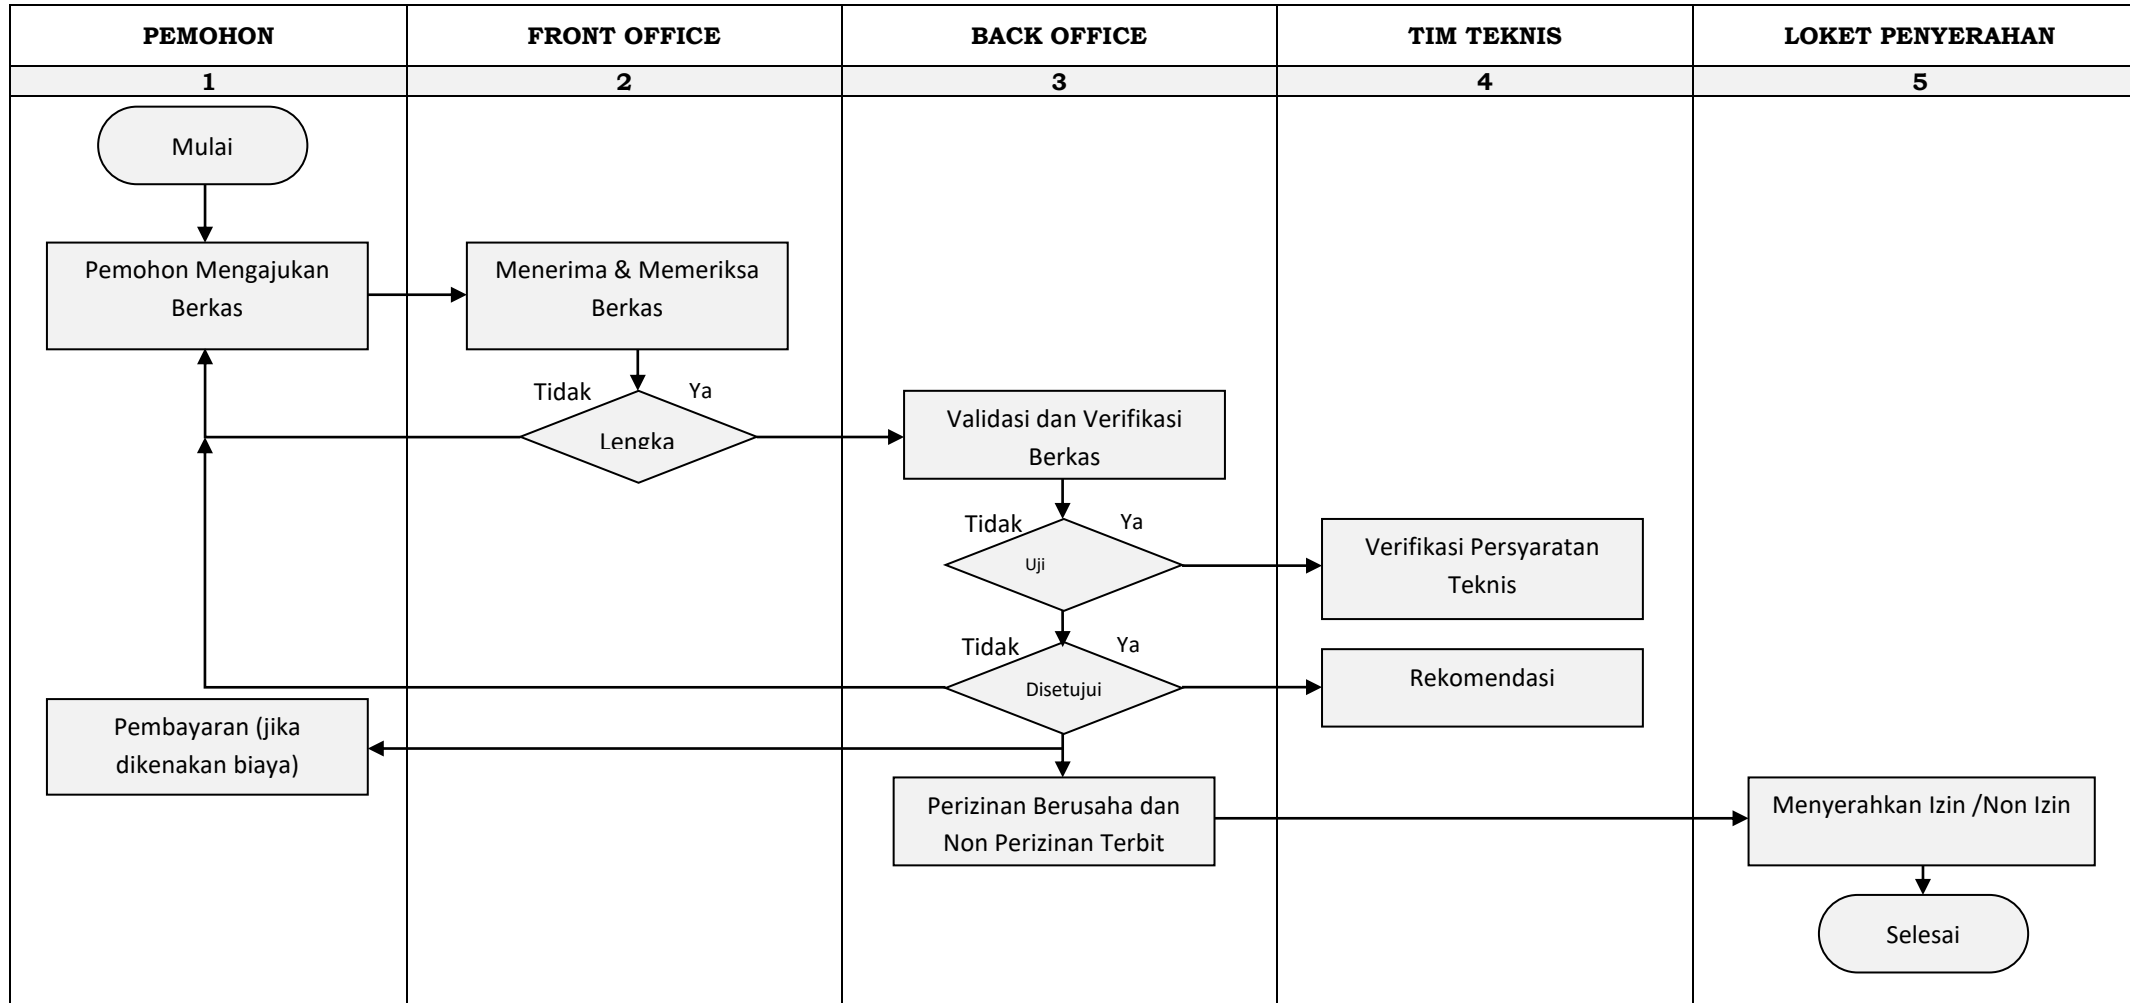 PEMOHON
FRONT OFFICE
BACK OFFICE
TIM TEKNIS
LOKET PENYERAHAN
1
2
3
4
5
Mulai
Pemohon Mengajukan
Berkas
Menerima & Memeriksa
Berkas
Tidak
Ya
Lengka
Validasi dan Verifikasi
Berkas
Tidak
Ya
Uji
Verifikasi Persyaratan
Teknis
Tidak
Ya
Disetujui
Rekomendasi
Pembayaran (jika
dikenakan biaya)
Perizinan Berusaha dan
Non Perizinan Terbit
Menyerahkan Izin /Non Izin
Selesai